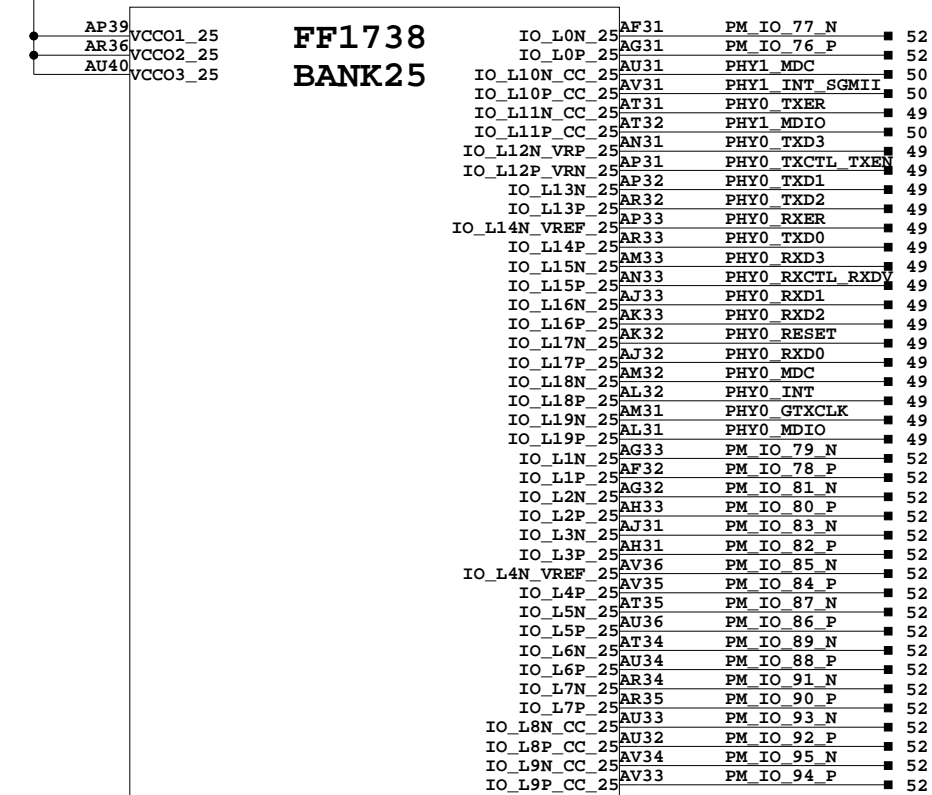 AP39 VCCO1_25
AR36 VCCO2_25
AU40 VCCO3_25
FF1738
BANK25
IO_L0N_25 AF31 PM_IO_77_N 52
IO_L0P_25 AG31 PM_IO_76_P 52
IO_L10N_CC_25 AU31 PHY1_MDC 50
IO_L10P_CC_25 AV31 PHY1_INT_SGMII 50
IO_L11N_CC_25 AT31 PHY0_TXER 49
IO_L11P_CC_25 AT32 PHY1_MDIO 50
IO_L12N_VRP_25 AN31 PHY0_TXD3 49
IO_L12P_VRN_25 AP31 PHY0_TXCTL_TXEN 49
IO_L13N_25 AP32 PHY0_TXD1 49
IO_L13P_25 AR32 PHY0_TXD2 49
IO_L14N_VREF_25 AP33 PHY0_RXER 49
IO_L14P_25 AR33 PHY0_TXD0 49
IO_L15N_25 AM33 PHY0_RXD3 49
IO_L15P_25 AN33 PHY0_RXCTL_RXDV 49
IO_L16N_25 AJ33 PHY0_RXD1 49
IO_L16P_25 AK33 PHY0_RXD2 49
IO_L17N_25 AK32 PHY0_RESET 49
IO_L17P_25 AJ32 PHY0_RXD0 49
IO_L18N_25 AM32 PHY0_MDC 49
IO_L18P_25 AL32 PHY0_INT 49
IO_L19N_25 AM31 PHY0_GTXCLK 49
IO_L19P_25 AL31 PHY0_MDIO 49
IO_L1N_25 AG33 PM_IO_79_N 52
IO_L1P_25 AF32 PM_IO_78_P 52
IO_L2N_25 AG32 PM_IO_81_N 52
IO_L2P_25 AH33 PM_IO_80_P 52
IO_L3N_25 AJ31 PM_IO_83_N 52
IO_L3P_25 AH31 PM_IO_82_P 52
IO_L4N_VREF_25 AV36 PM_IO_85_N 52
IO_L4P_25 AV35 PM_IO_84_P 52
IO_L5N_25 AT35 PM_IO_87_N 52
IO_L5P_25 AU36 PM_IO_86_P 52
IO_L6N_25 AT34 PM_IO_89_N 52
IO_L6P_25 AU34 PM_IO_88_P 52
IO_L7N_25 AR34 PM_IO_91_N 52
IO_L7P_25 AR35 PM_IO_90_P 52
IO_L8N_CC_25 AU33 PM_IO_93_N 52
IO_L8P_CC_25 AU32 PM_IO_92_P 52
IO_L9N_CC_25 AV34 PM_IO_95_N 52
IO_L9P_CC_25 AV33 PM_IO_94_P 52